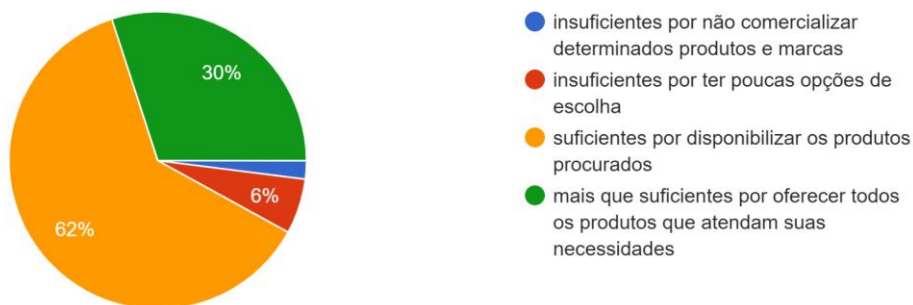 30%
6%
62%
insuficientes por não comercializar
determinados produtos e marcas
insuficientes por ter poucas opções de
escolha
suficientes por disponibilizar os produtos
procurados
mais que suficientes por oferecer todos
os produtos que atendam suas
necessidades